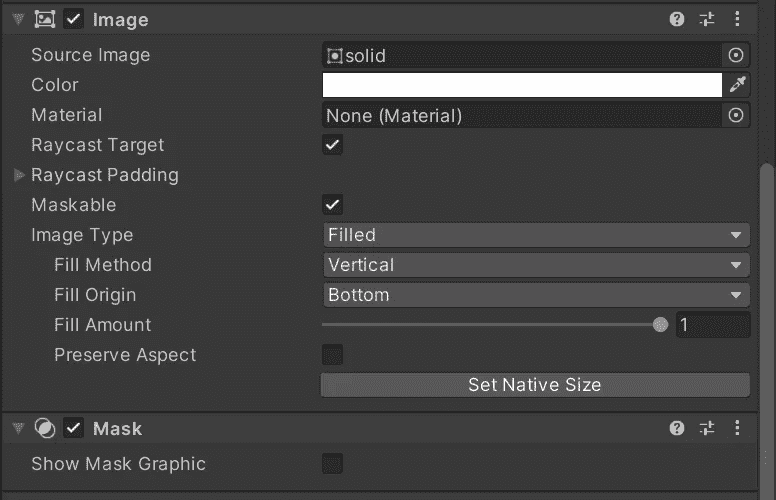 Image
Source Image solid
Color
Material None (Material)
Raycast Target
Raycast Padding
Maskable
Image Type Filled
Fill Method Vertical
Fill Origin Bottom
Fill Amount 1
Preserve Aspect
Set Native Size
Mask
Show Mask Graphic